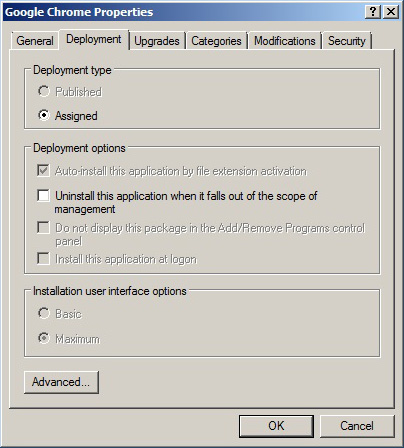 Google Chrome Properties
General Deployment Upgrades Categories Modifications Security
Deployment type
Published
Assigned
Deployment options
Auto-install this application by file extension activation
Uninstall this application when it falls out of the scope of
management
Do not display this package in the Add/Remove Programs control
panel
Install this application at logon
Installation user interface options
Basic
Maximum
Advanced...
OK Cancel